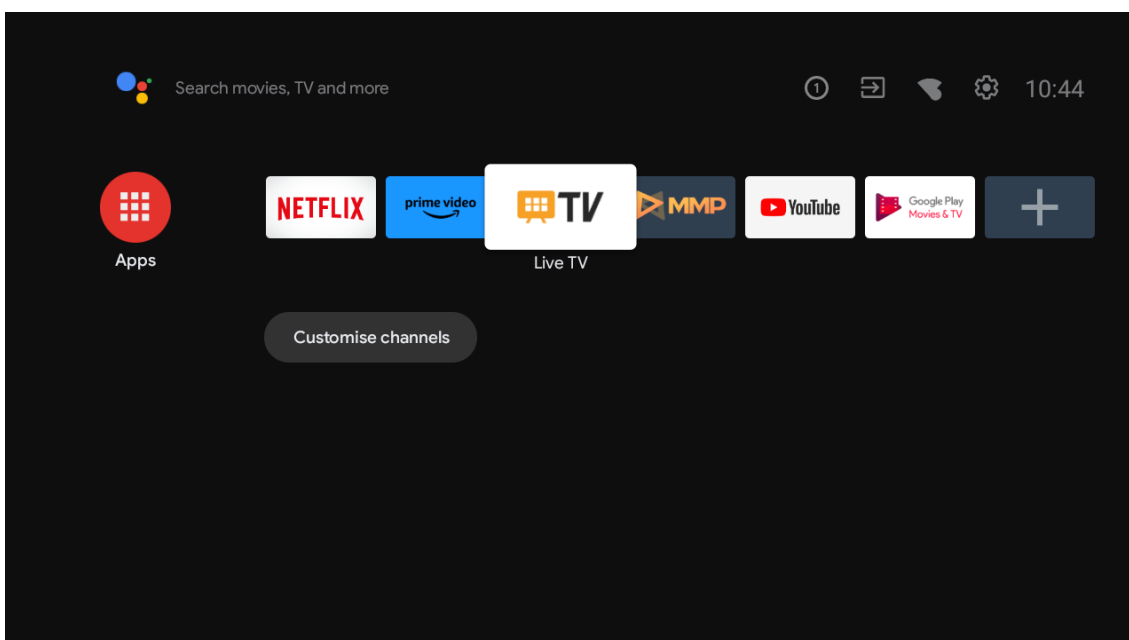 Search movies, TV and more
1
10:44
NETFLIX
prime video
TV
MMP
YouTube
Google Play
Movies & TV
Apps
Live TV
Customise channels